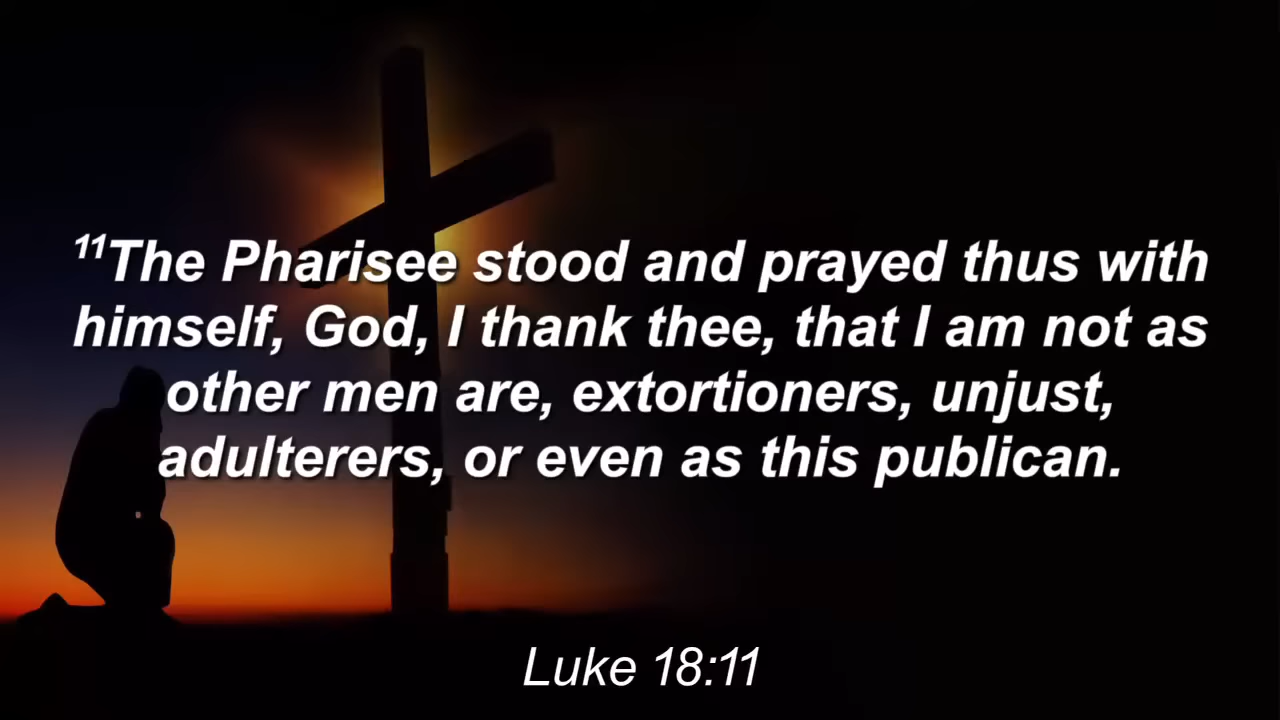 ¹¹The Pharisee stood and prayed thus with
himself, God, I thank thee, that I am not as
other men are, extortioners, unjust,
adulterers, or even as this publican.
Luke 18:11